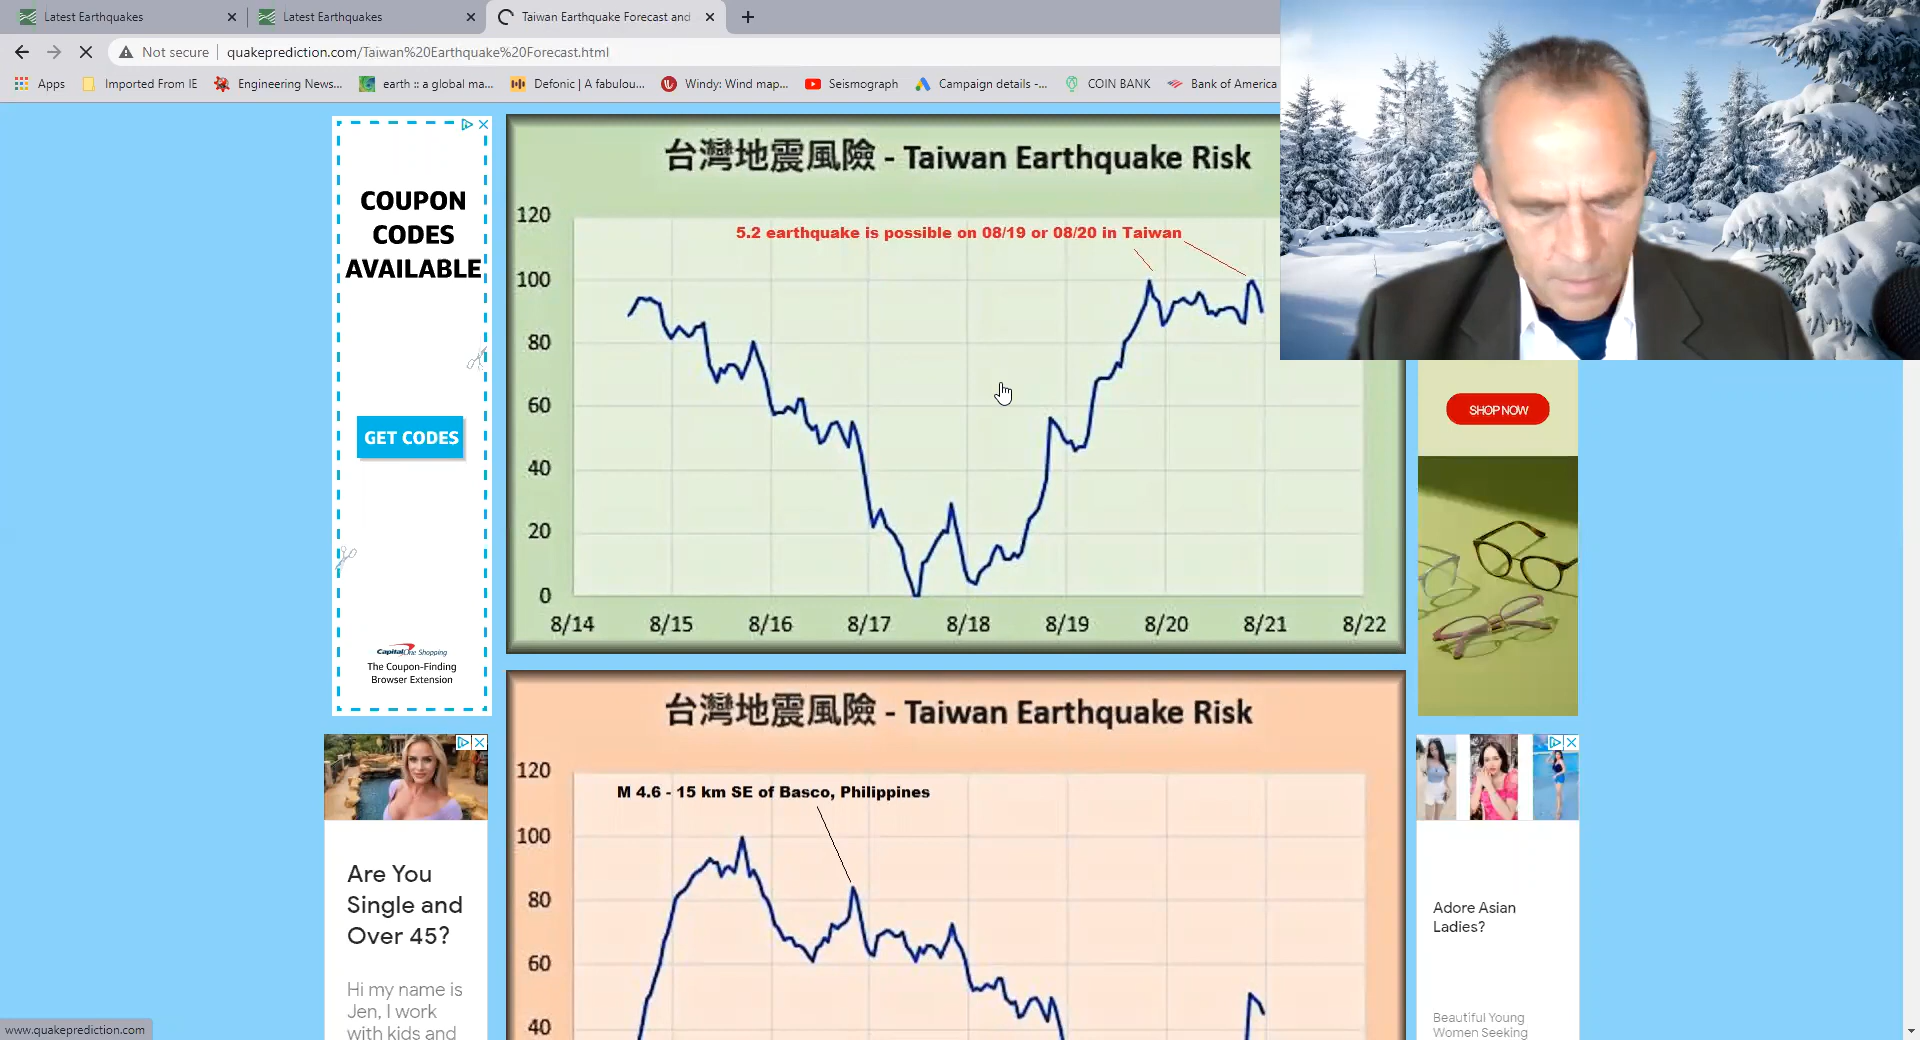 Latest Earthquakes
Latest Earthquakes
Taiwan Earthquake Forecast and
Not secure
quakeprediction.com/Taiwan%20Earthquake%20Forecast.html
Apps
Imported From IE
Engineering News...
earth :: a global ma...
Defonic | A fabulou...
Windy: Wind map...
Seismograph
Campaign details -...
COIN BANK
Bank of America
COUPON
CODES
AVAILABLE
GET CODES
Capital One Shopping
The Coupon-Finding
Browser Extension
Are You
Single and
Over 45?
Hi my name is
Jen, I work
with kids and
台灣地震風險 - Taiwan Earthquake Risk
5.2 earthquake is possible on 08/19 or 08/20 in Taiwan
120
100
80
60
40
20
0
8/14 8/15 8/16 8/17 8/18 8/19 8/20 8/21 8/22
台灣地震風險 - Taiwan Earthquake Risk
M 4.6 - 15 km SE of Basco, Philippines
120
100
80
60
40
SHOP NOW
Adore Asian
Ladies?
Beautiful Young
Women Seeking
www.quakeprediction.com